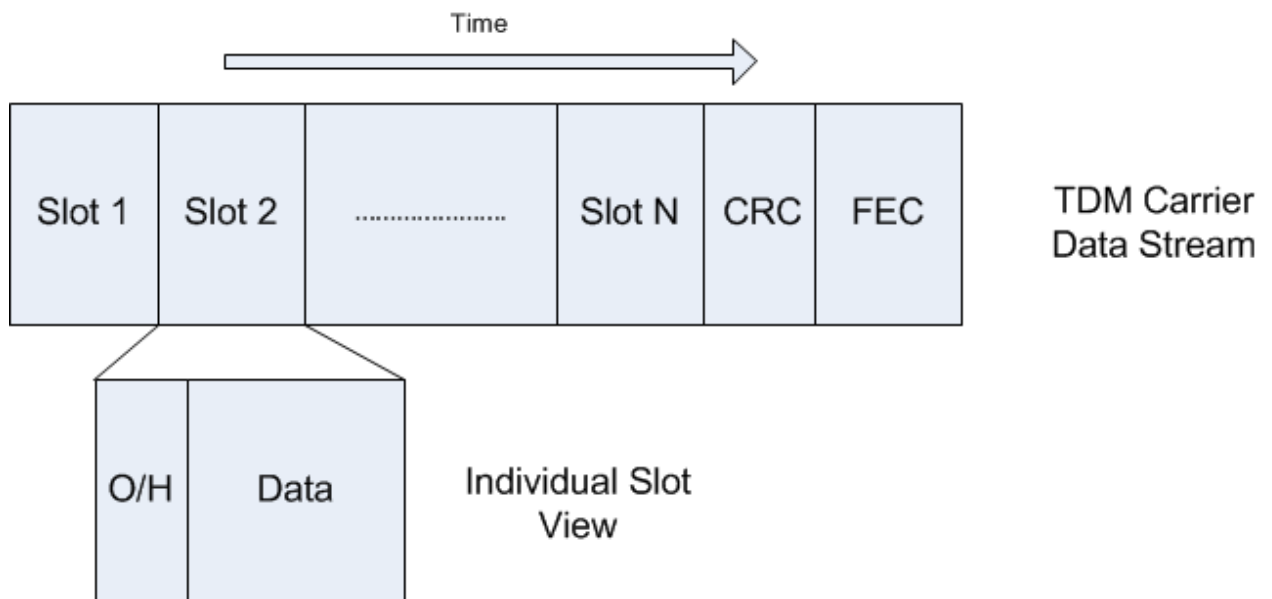 Time
Slot 1
Slot 2
......................
Slot N
CRC
FEC
TDM Carrier
Data Stream
O/H
Data
Individual Slot
View